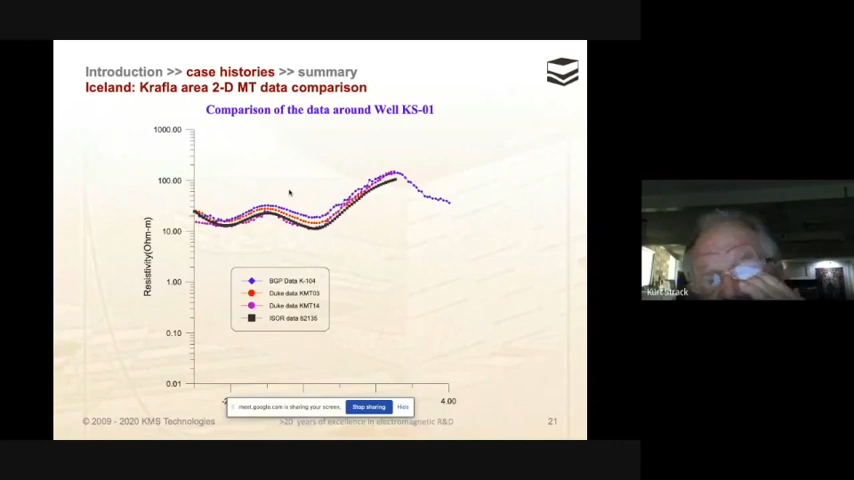 Introduction >> case histories >> summary
Iceland: Krafla area 2-D MT data comparison
Comparison of the data around Well KS-01
1000.00
100.00
10.00
1.00
0.10
0.01
Resistivity(Ohm-m)
BGP Data K-104
Duke data KMT03
Duke data KMT14
ISOR data 62135
-2
4.00
meet.google.com is sharing your screen.
Stop sharing
Hide
© 2009 - 2020 KMS Technologies
>20 years of excellence in electromagnetic R&D
21
Kurt Strack